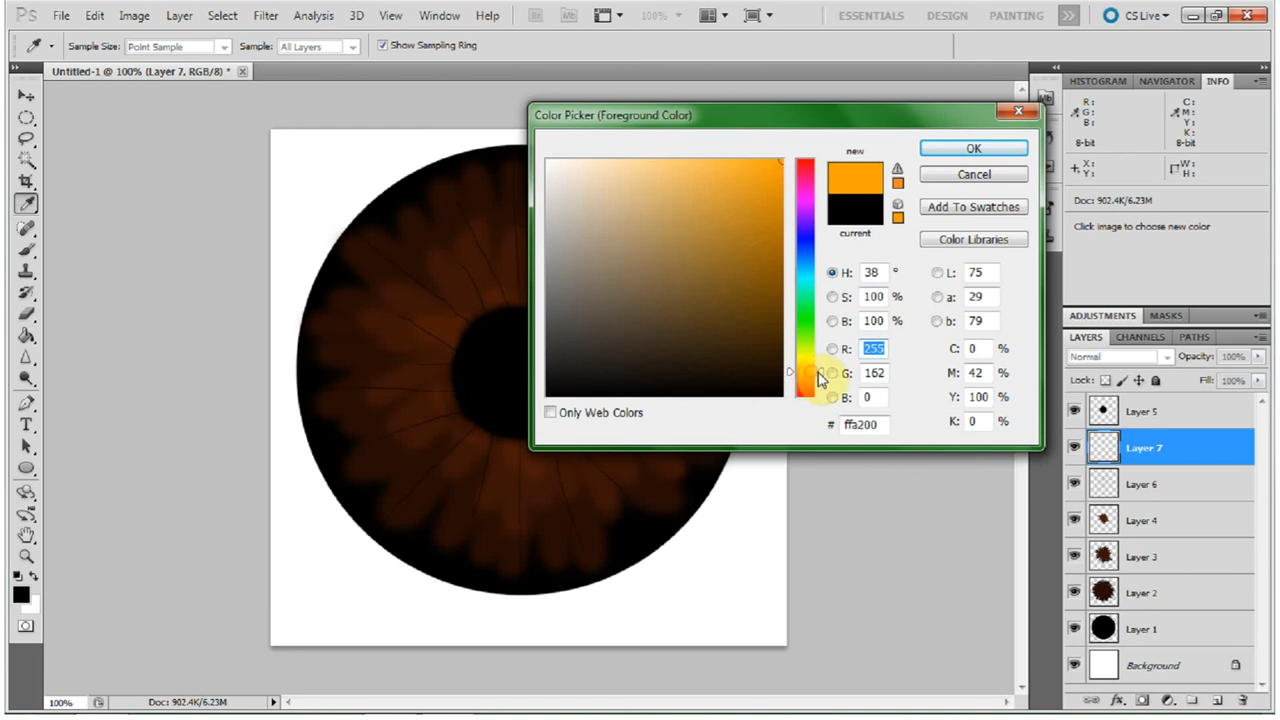 Ps File Edit Image Layer Select Filter Analysis 3D View Window Help Br Mb 100% ESSENTIALS DESIGN PAINTING CS Live
Sample Size: Point Sample Sample: All Layers Show Sampling Ring
Untitled-1 @ 100% (Layer 7, RGB/8) *
Mb
HISTOGRAM NAVIGATOR INFO
R:
G:
B:
8-bit
C:
M:
Y:
K:
8-bit
X:
Y:
W:
H:
Doc: 902.4K/6.23M
Click image to choose new color
Color Picker (Foreground Color)
new
current
OK
Cancel
Add To Swatches
Color Libraries
H: 38 °
S: 100 %
B: 100 %
R: 255
G: 162
B: 0
# ffa200
L: 75
a: 29
b: 79
C: 0 %
M: 42 %
Y: 100 %
K: 0 %
Only Web Colors
ADJUSTMENTS MASKS
LAYERS CHANNELS PATHS
Normal Opacity: 100%
Lock: Fill: 100%
Layer 5
Layer 7
Layer 6
Layer 4
Layer 3
Layer 2
Layer 1
Background
fx
T
100% Doc: 902.4K/6.23M